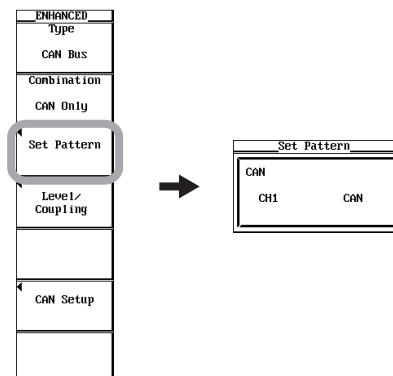 ENHANCED
Type
CAN Bus
Combination
CAN Only
Set Pattern
Level/
Coupling
CAN Setup
Set Pattern
CAN
CH1 CAN